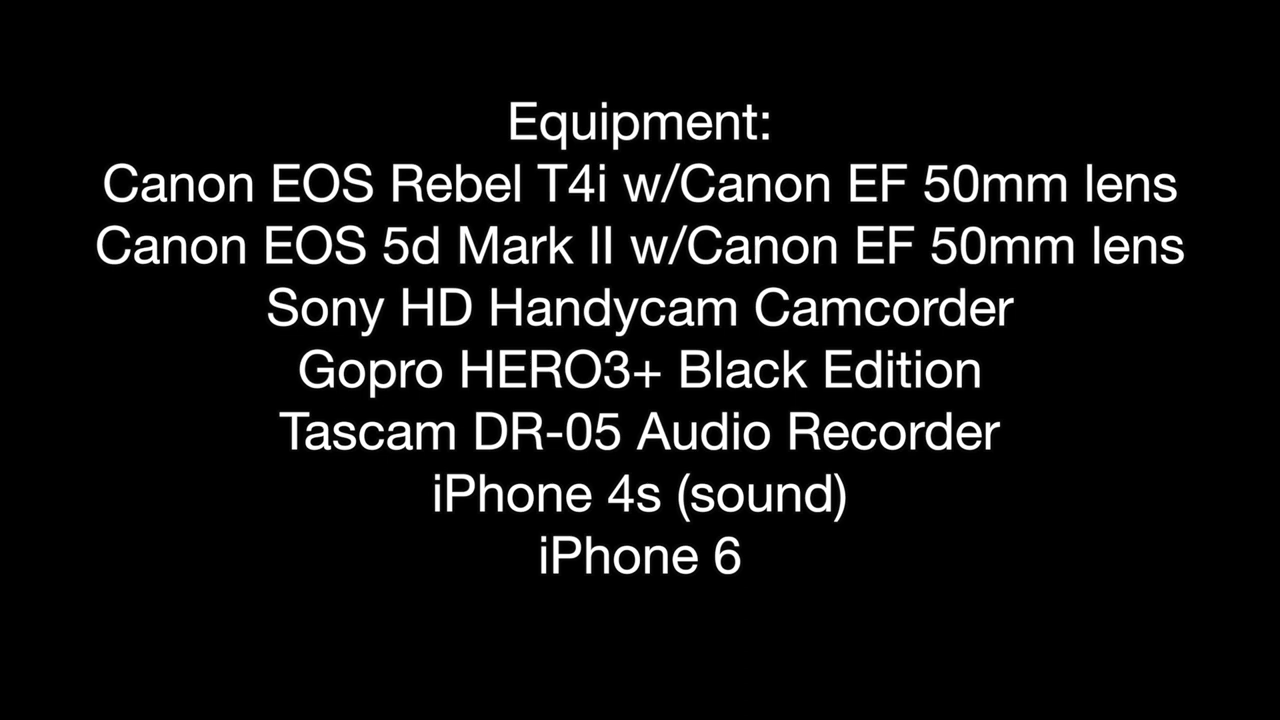 Equipment:
Canon EOS Rebel T4i w/Canon EF 50mm lens
Canon EOS 5d Mark II w/Canon EF 50mm lens
Sony HD Handycam Camcorder
Gopro HERO3+ Black Edition
Tascam DR-05 Audio Recorder
iPhone 4s (sound)
iPhone 6